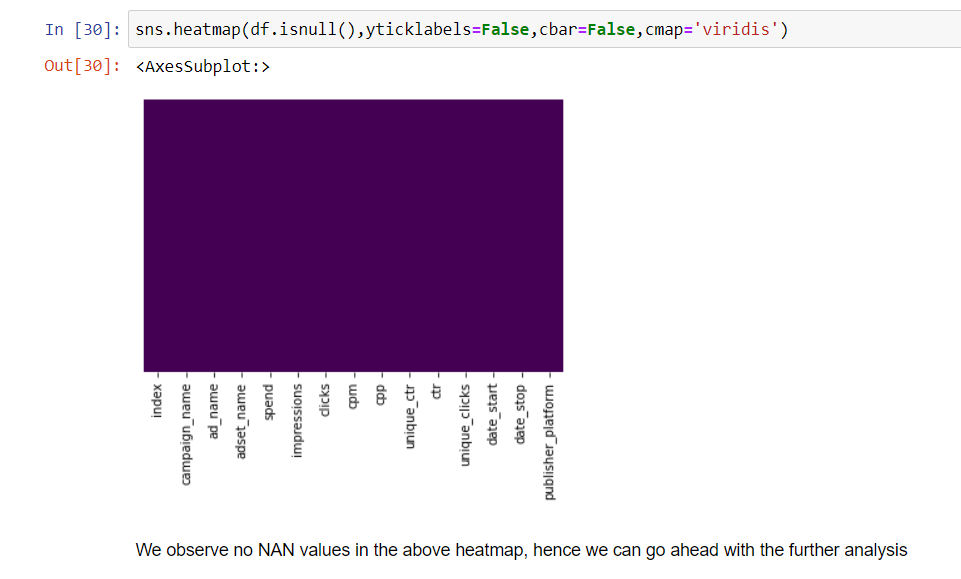 In [30]: sns.heatmap(df.isnull(),yticklabels=False,cbar=False,cmap='viridis')
Out[30]: <AxesSubplot:>
index
campaign_name
ad_name
adset_name
spend
impressions
clicks
cpm
cpp
unique_ctr
ctr
unique_clicks
date_start
date_stop
publisher_platform
We observe no NAN values in the above heatmap, hence we can go ahead with the further analysis